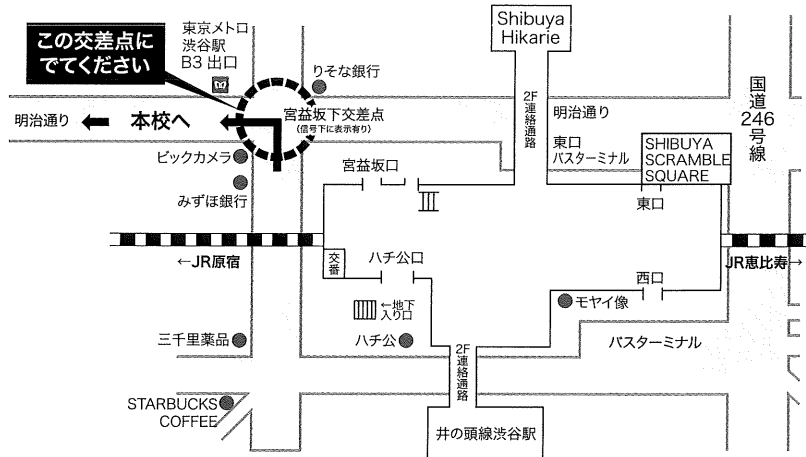 この交差点に
でてください
東京メトロ
渋谷駅
B3 出口
りそな銀行
Shibuya
Hikarie
2F連絡通路
明治通り
本校へ
宮益坂下交差点
(信号下に表示有り)
明治通り
国道246号線
ビックカメラ
みずほ銀行
宮益坂口
東口
バスターミナル
SHIBUYA
SCRAMBLE
SQUARE
東口
←JR原宿
交番
ハチ公口
JR恵比寿→
西口
←地下
入り口
モヤイ像
三千里薬品
ハチ公
2F連絡通路
バスターミナル
STARBUCKS
COFFEE
井の頭線渋谷駅